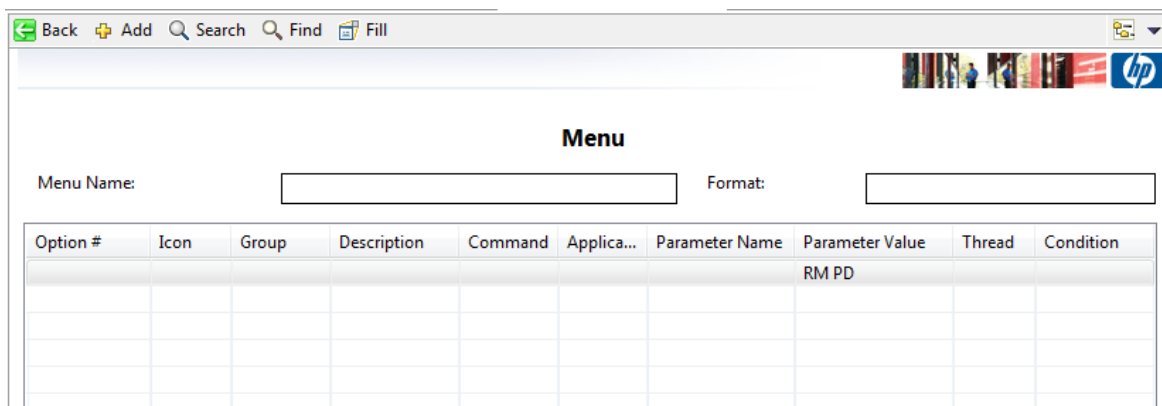 Back Add Search Find Fill
hp
Menu
Menu Name: Format:
Option # Icon Group Description Command Applica... Parameter Name Parameter Value Thread Condition
RM PD